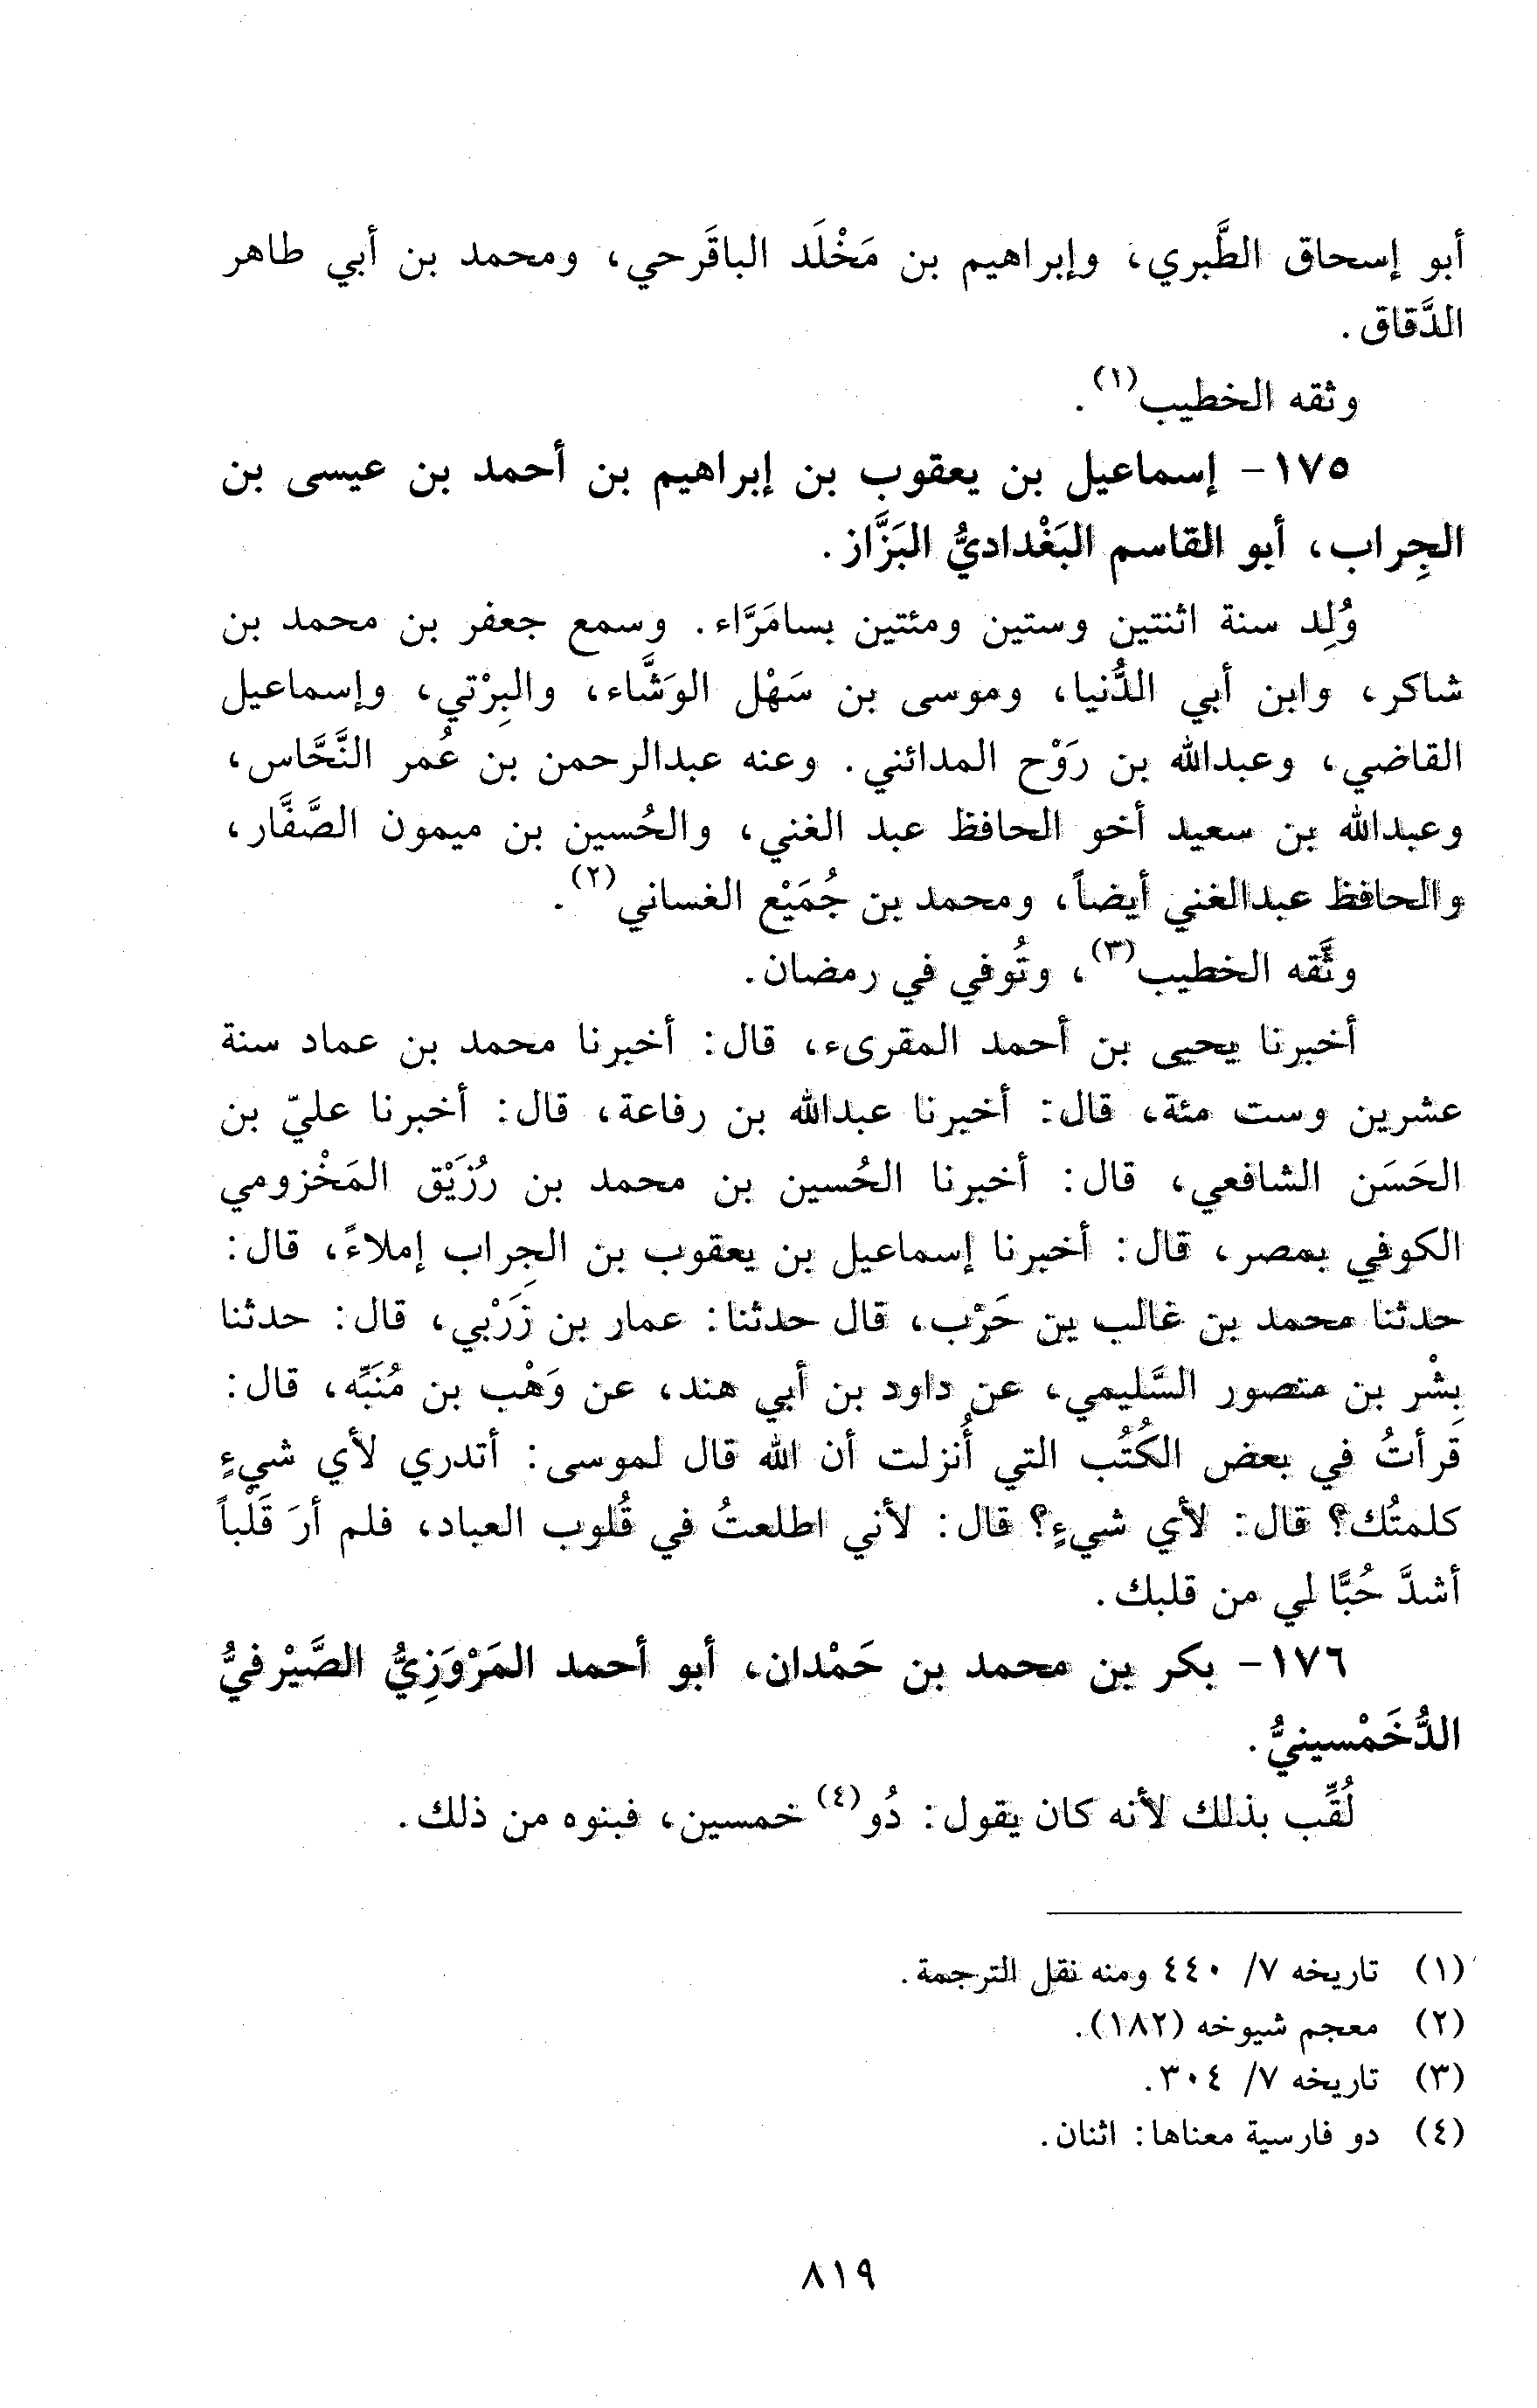 أبو إسحاق الطَّبري، وإبراهيم بن مَخْلَد الباقَرحي، ومحمد بن أبي طاهر
الدَّقاق.
وثقه الخطيب(١).
١٧٥- إسماعيل بن يعقوب بن إبراهيم بن أحمد بن عيسى بن
الجِراب، أبو القاسم البَغْداديُّ البَزَّاز.
وُلِد سنة اثنتين وستين ومئتين بسامَرَّاء. وسمع جعفر بن محمد بن
شاكر، وابن أبي الدُّنيا، وموسى بن سَهْل الوَشَّاء، والبِرْتي، وإسماعيل
القاضي، وعبدالله بن رَوْح المدائني. وعنه عبدالرحمن بن عُمر النَّحَّاس،
وعبدالله بن سعيد أخو الحافظ عبد الغني، والحُسين بن ميمون الصَّفَّار،
والحافظ عبدالغني أيضاً، ومحمد بن جُمَيْع الغساني(٢).
وثَّقه الخطيب(٣)، وتُوفي في رمضان.
أخبرنا يحيى بن أحمد المقرىء، قال: أخبرنا محمد بن عماد سنة
عشرين وست مئة، قال: أخبرنا عبدالله بن رفاعة، قال: أخبرنا عليّ بن
الحَسَن الشافعي، قال: أخبرنا الحُسين بن محمد بن رُزَيْق المَخْزومي
الكوفي بمصر، قال: أخبرنا إسماعيل بن يعقوب بن الجِراب إملاءً، قال:
حدثنا محمد بن غالب بن حَرْب، قال حدثنا: عمار بن زَرْبي، قال: حدثنا
بِشْر بن منصور السَّليمي، عن داود بن أبي هند، عن وَهْب بن مُنَبِّه، قال:
قَرأتُ في بعض الكُتُب التي أُنزلت أن الله قال لموسى: أتدري لأي شيءٍ
كلمتُك؟ قال: لأي شيءٍ؟ قال: لأني اطلعتُ في قُلوب العباد، فلم أرَ قَلْباً
أشدَّ حُبًّا لي من قلبك.
١٧٦- بكر بن محمد بن حَمْدان، أبو أحمد المَرْوَزِيُّ الصَّيْرفيُّ
الدُّخَمْسينيُّ.
لُقِّب بذلك لأنه كان يقول: دُو(٤) خمسين، فبنوه من ذلك.
(١) تاريخه ٧/ ٤٤٠ ومنه نقل الترجمة.
(٢) معجم شيوخه (١٨٢).
(٣) تاريخه ٧/ ٣٠٤.
(٤) دو فارسية معناها: اثنان.
٨١٩